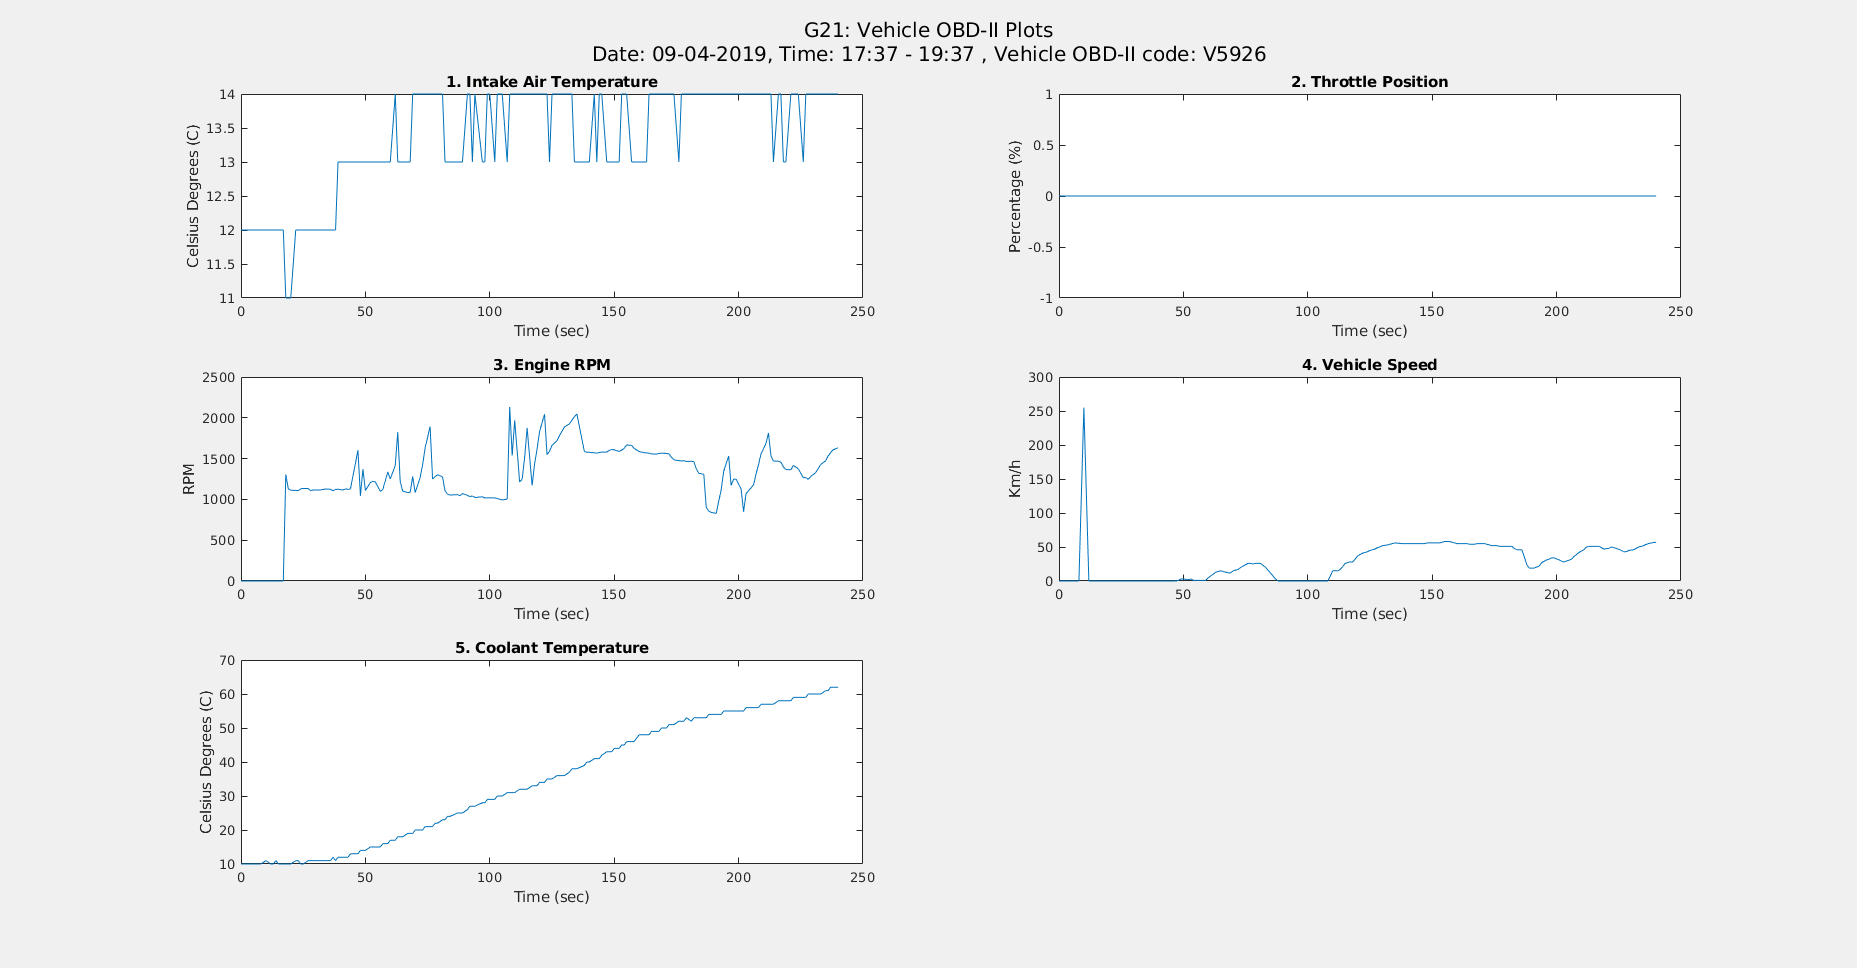 G21: Vehicle OBD-II Plots
Date: 09-04-2019, Time: 17:37 - 19:37 , Vehicle OBD-II code: V5926
1. Intake Air Temperature
Celsius Degrees (C)
14
13.5
13
12.5
12
11.5
11
0 50 100 150 200 250
Time (sec)
2. Throttle Position
Percentage (%)
1
0.5
0
-0.5
-1
0 50 100 150 200 250
Time (sec)
3. Engine RPM
RPM
2500
2000
1500
1000
500
0
0 50 100 150 200 250
Time (sec)
4. Vehicle Speed
Km/h
300
250
200
150
100
50
0
0 50 100 150 200 250
Time (sec)
5. Coolant Temperature
Celsius Degrees (C)
70
60
50
40
30
20
10
0 50 100 150 200 250
Time (sec)